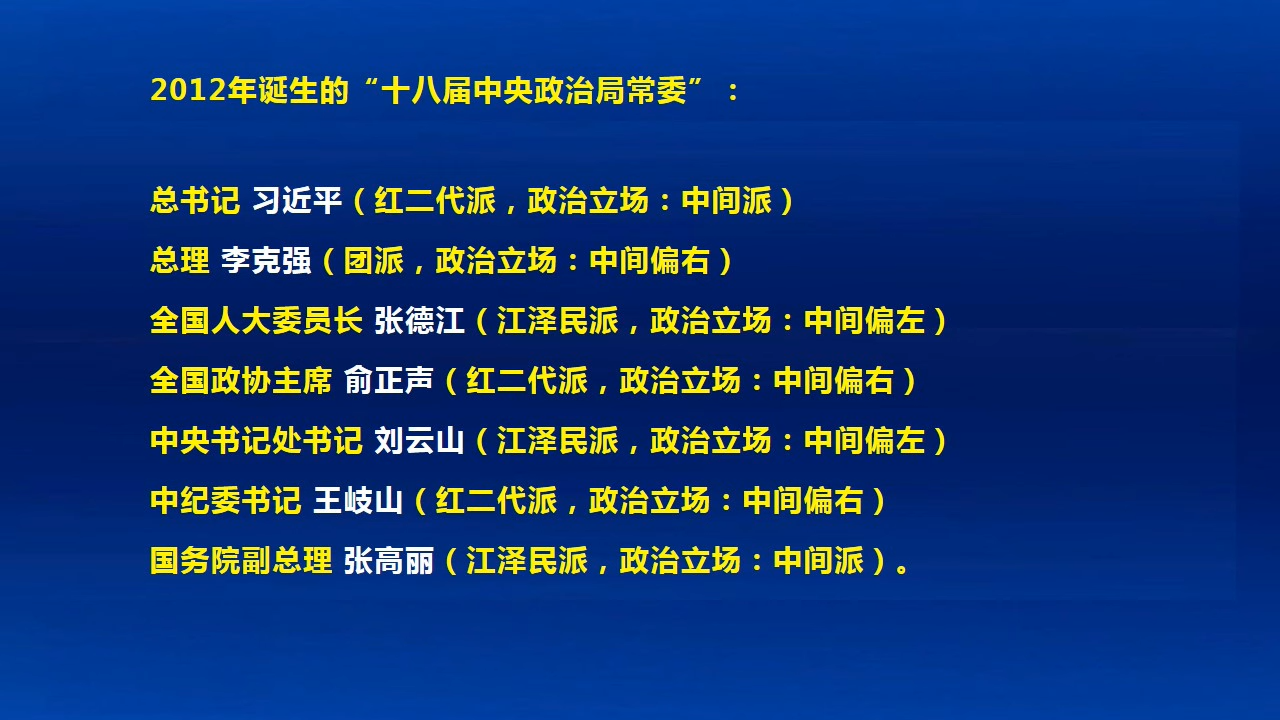 2012年诞生的“十八届中央政治局常委”：
总书记 习近平（红二代派，政治立场：中间派）
总理 李克强（团派，政治立场：中间偏右）
全国人大委员长 张德江（江泽民派，政治立场：中间偏左）
全国政协主席 俞正声（红二代派，政治立场：中间偏右）
中央书记处书记 刘云山（江泽民派，政治立场：中间偏左）
中纪委书记 王岐山（红二代派，政治立场：中间偏右）
国务院副总理 张高丽（江泽民派，政治立场：中间派）。